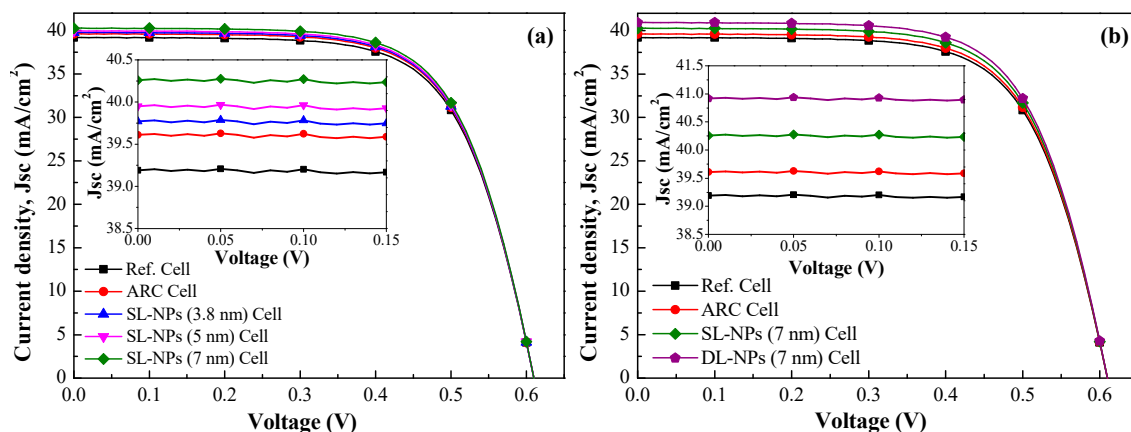 (a)
Current density, Jsc (mA/cm²)
40
35
30
25
20
15
10
5
0
0.0 0.1 0.2 0.3 0.4 0.5 0.6
Voltage (V)
Jsc (mA/cm²)
40.5
40.0
39.5
39.0
38.5
0.00 0.05 0.10 0.15
Voltage (V)
Ref. Cell
ARC Cell
SL-NPs (3.8 nm) Cell
SL-NPs (5 nm) Cell
SL-NPs (7 nm) Cell
(b)
Current density, Jsc (mA/cm²)
40
35
30
25
20
15
10
5
0
0.0 0.1 0.2 0.3 0.4 0.5 0.6
Voltage (V)
Jsc (mA/cm²)
41.5
41.0
40.5
40.0
39.5
39.0
38.5
0.00 0.05 0.10 0.15
Voltage (V)
Ref. Cell
ARC Cell
SL-NPs (7 nm) Cell
DL-NPs (7 nm) Cell